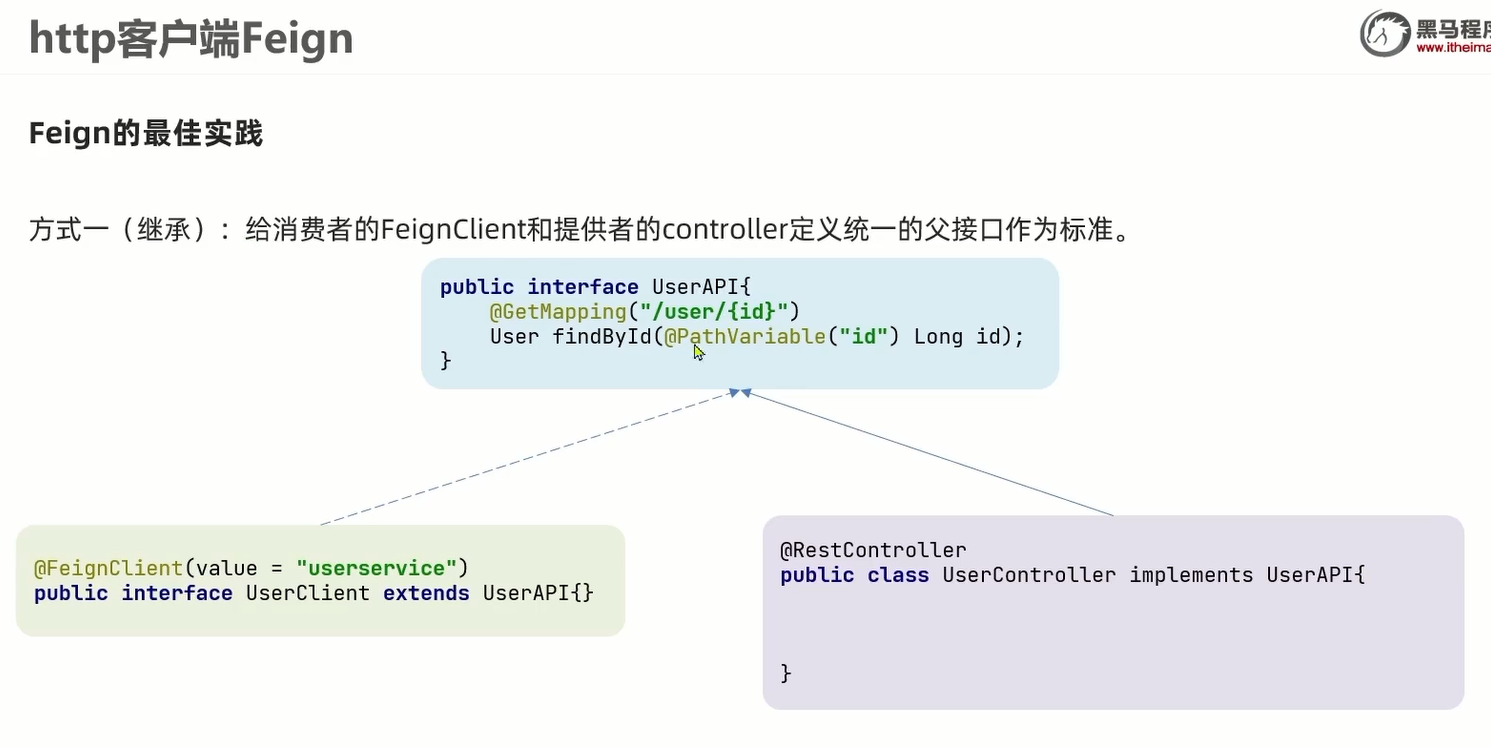 http客户端Feign
黑马程序
www.itheima
Feign的最佳实践
方式一（继承）：给消费者的FeignClient和提供者的controller定义统一的父接口作为标准。
public interface UserAPI{
    @GetMapping("/user/{id}")
    User findById(@PathVariable("id") Long id);
}
@FeignClient(value = "userservice")
public interface UserClient extends UserAPI{}
@RestController
public class UserController implements UserAPI{
}